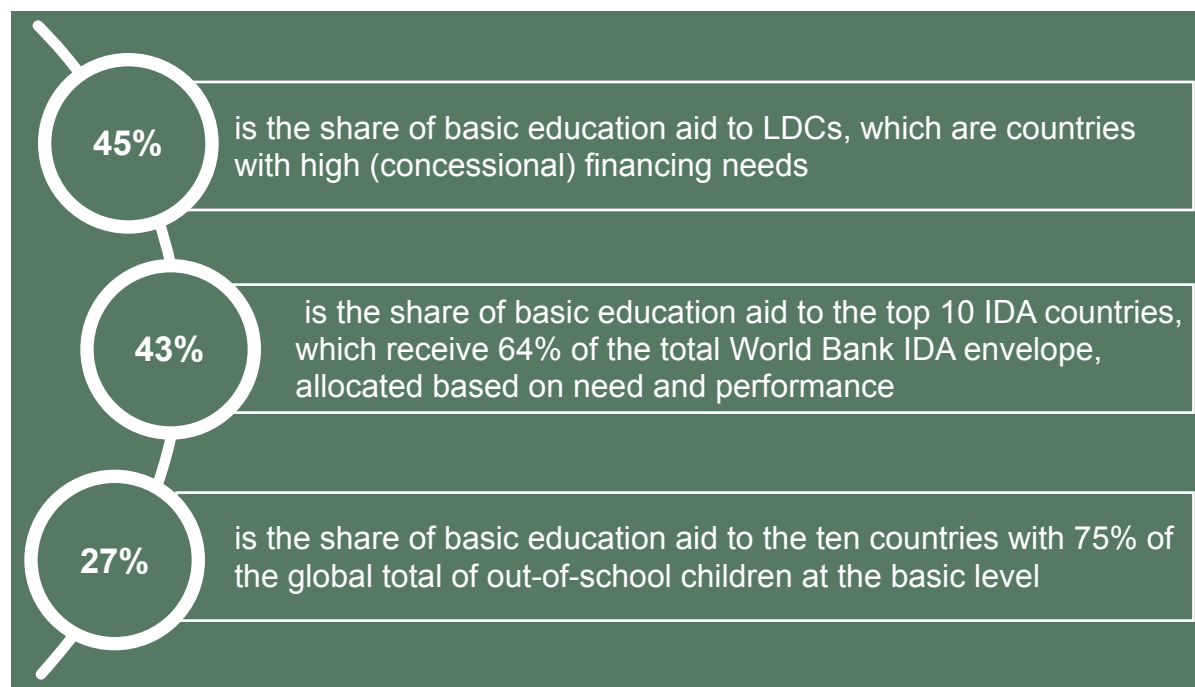 45%
is the share of basic education aid to LDCs, which are countries
with high (concessional) financing needs
43%
is the share of basic education aid to the top 10 IDA countries,
which receive 64% of the total World Bank IDA envelope,
allocated based on need and performance
27%
is the share of basic education aid to the ten countries with 75% of
the global total of out-of-school children at the basic level